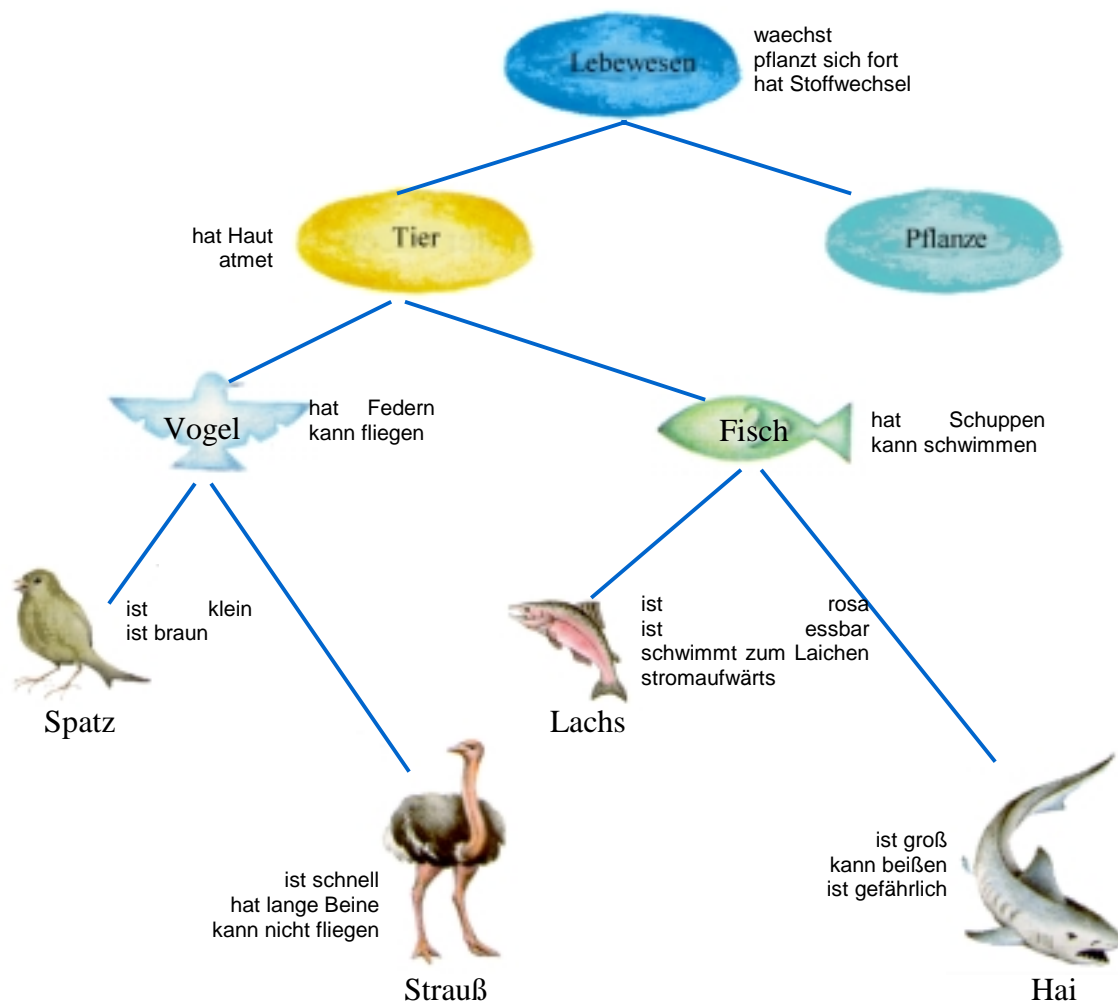 Lebewesen
waechst
pflanzt sich fort
hat Stoffwechsel
hat Haut
atmet
Tier
Pflanze
Vogel
hat Federn
kann fliegen
Fisch
hat Schuppen
kann schwimmen
ist klein
ist braun
Spatz
ist rosa
ist essbar
schwimmt zum Laichen
stromaufwärts
Lachs
ist schnell
hat lange Beine
kann nicht fliegen
Strauß
ist groß
kann beißen
ist gefährlich
Hai